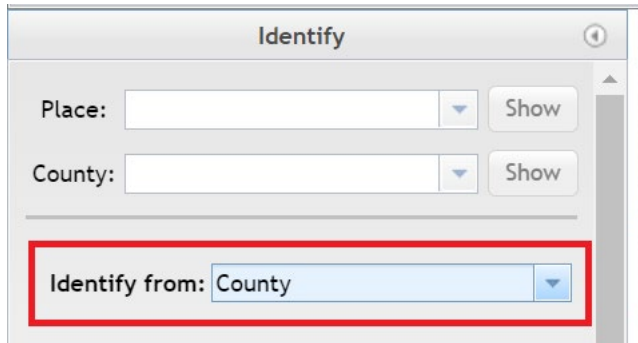 Identify
Place: Show
County: Show
Identify from: County